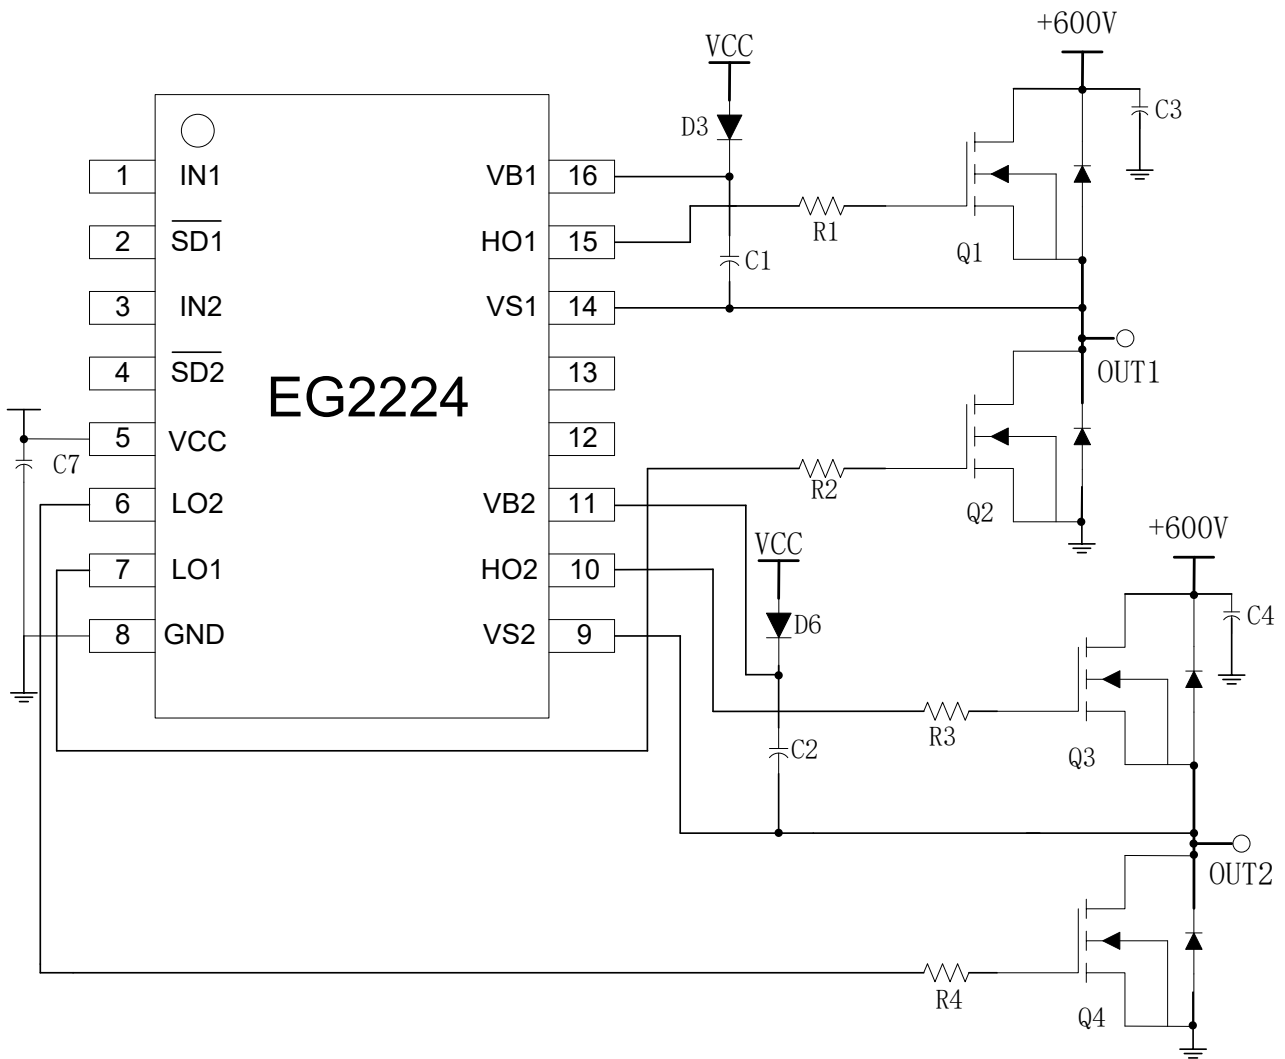 +600V
VCC
D3
C3
1 IN1 VB1 16
R1
2 SD1 HO1 15
Q1
C1
3 IN2 VS1 14
OUT1
4 SD2 13
EG2224
5 VCC 12
C7
R2
6 LO2 VB2 11
Q2
+600V
VCC
7 LO1 HO2 10
C4
D6
8 GND VS2 9
R3
C2
Q3
OUT2
R4
Q4